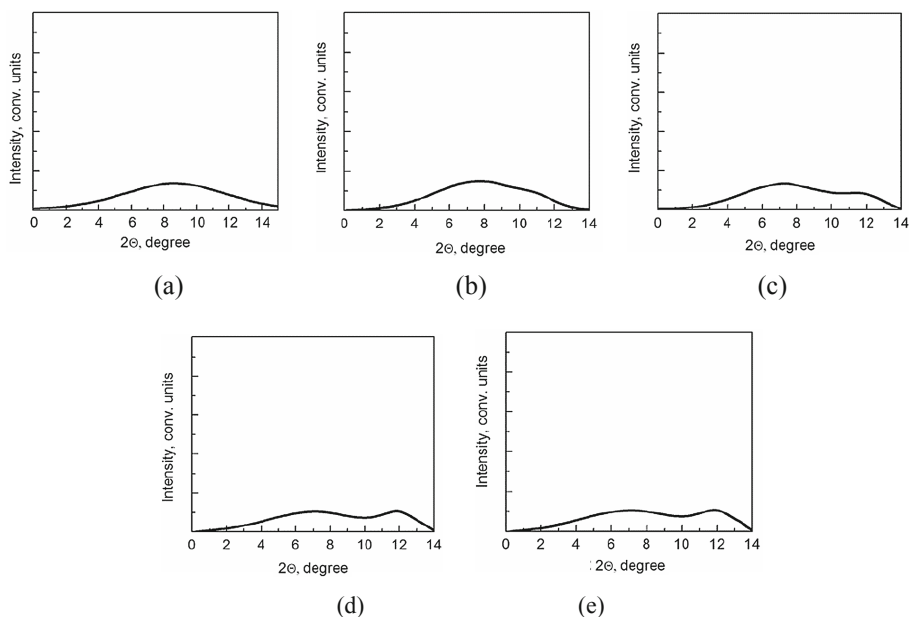 Intensity, conv. units
0 2 4 6 8 10 12 14
2Θ, degree
(a)
Intensity, conv. units
0 2 4 6 8 10 12 14
2Θ, degree
(b)
Intensity, conv. units
0 2 4 6 8 10 12 14
2Θ, degree
(c)
Intensity, conv. units
0 2 4 6 8 10 12 14
2Θ, degree
(d)
Intensity, conv. units
0 2 4 6 8 10 12 14
: 2Θ, degree
(e)